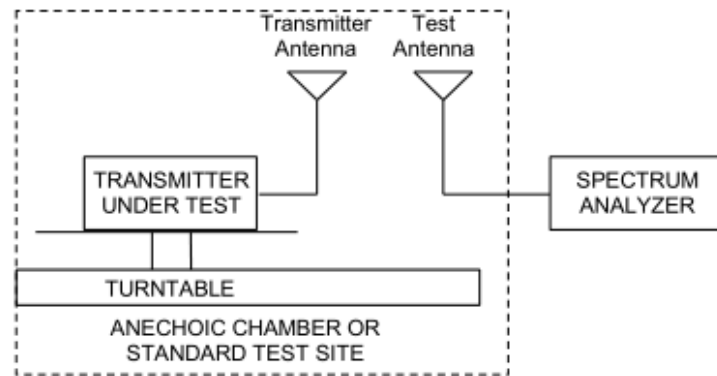 Transmitter
Antenna
Test
Antenna
TRANSMITTER
UNDER TEST
SPECTRUM
ANALYZER
TURNTABLE
ANECHOIC CHAMBER OR
STANDARD TEST SITE